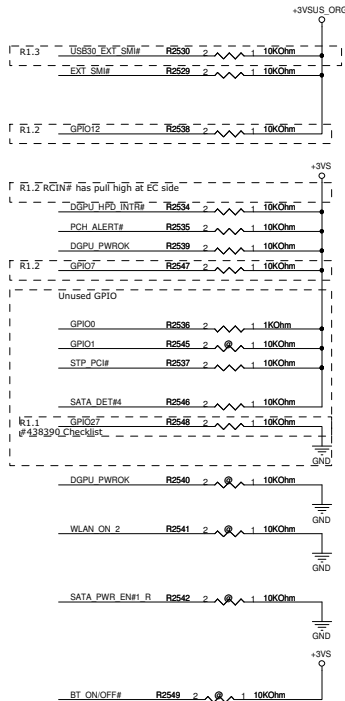 +3VSUS_ORG
R1.3 USB30_EXT_SMI# R2530 2 1 10KOhm
EXT_SMI# R2529 2 1 10KOhm
R1.2 GPIO12 R2538 2 1 10KOhm
+3VS
R1.2 RCIN# has pull high at EC side
DGPU_HPD_INTR# R2534 2 1 10KOhm
PCH_ALERT# R2535 2 1 10KOhm
DGPU_PWROK R2539 2 1 10KOhm
R1.2 GPIO7 R2547 2 1 10KOhm
Unused GPIO
GPIO0 R2536 2 1 1KOhm
GPIO1 R2545 2 @ 1 10KOhm
STP_PCI# R2537 2 1 10KOhm
SATA_DET#4 R2546 2 1 10KOhm
R1.1 GPIO27 R2548 2 1 10KOhm
#438390 Checklist
GND
DGPU_PWROK R2540 2 @ 1 10KOhm
GND
WLAN_ON_2 R2541 2 @ 1 10KOhm
GND
SATA_PWR_EN#1_R R2542 2 @ 1 10KOhm
GND
+3VS
BT_ON/OFF# R2549 2 @ 1 10KOhm